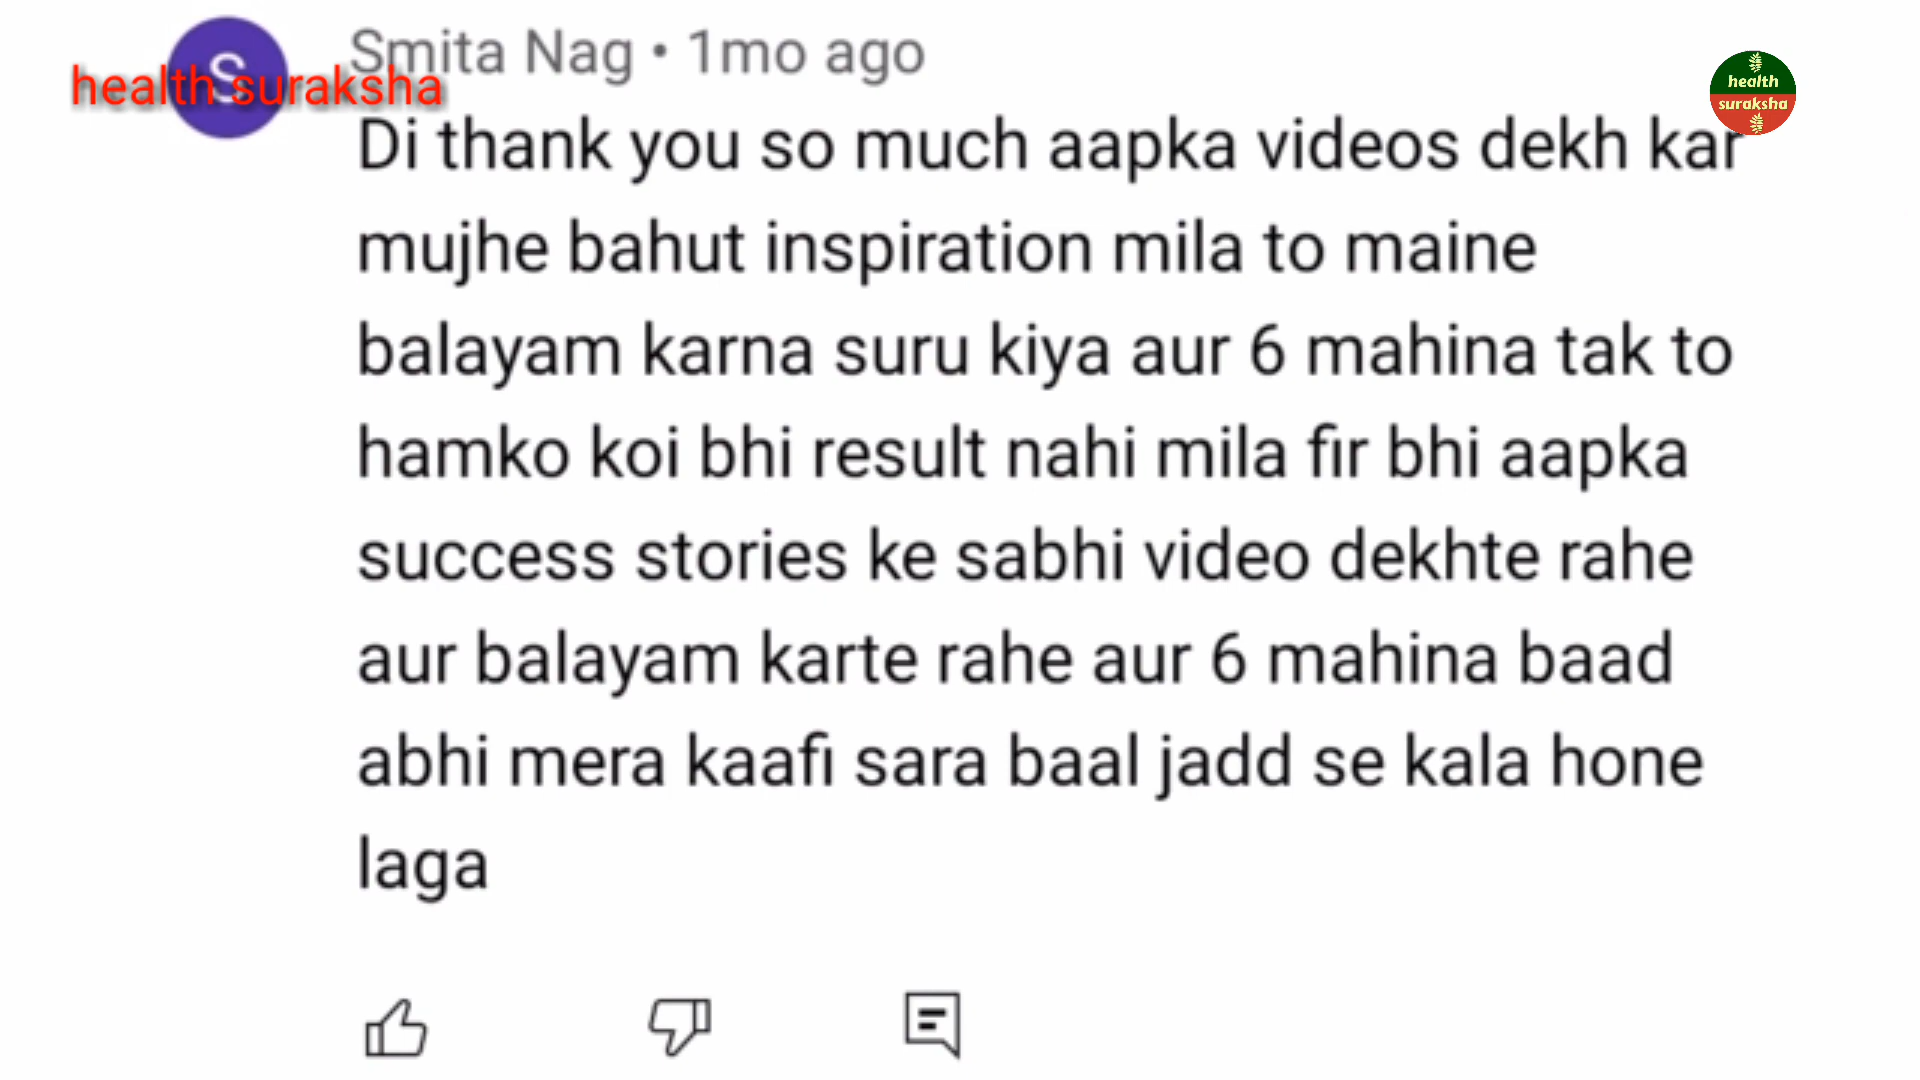 Smita Nag • 1mo ago
health suraksha
S
health
suraksha
Di thank you so much aapka videos dekh kar
mujhe bahut inspiration mila to maine
balayam karna suru kiya aur 6 mahina tak to
hamko koi bhi result nahi mila fir bhi aapka
success stories ke sabhi video dekhte rahe
aur balayam karte rahe aur 6 mahina baad
abhi mera kaafi sara baal jadd se kala hone
laga